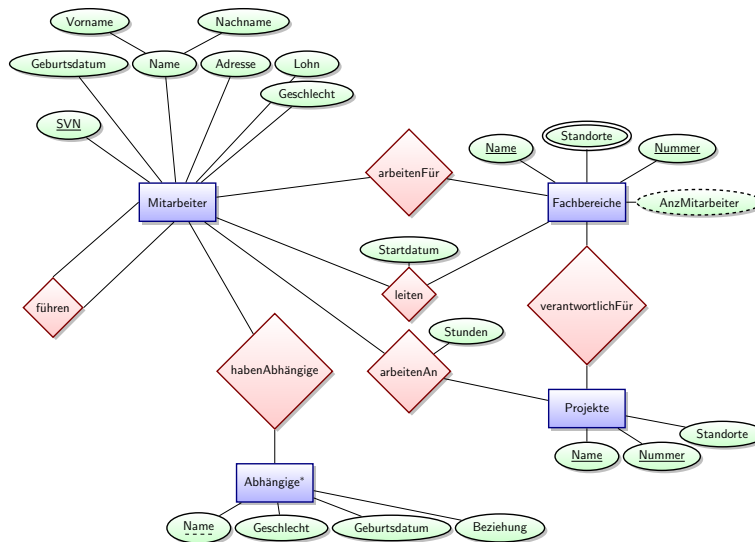 Vorname
Nachname
Geburtsdatum
Name
Adresse
Lohn
Geschlecht
SVN
Name
Standorte
Nummer
arbeitenFür
Mitarbeiter
Fachbereiche
AnzMitarbeiter
Startdatum
führen
leiten
verantwortlichFür
Stunden
habenAbhängige
arbeitenAn
Projekte
Standorte
Name
Nummer
Abhängige*
Name
Geschlecht
Geburtsdatum
Beziehung